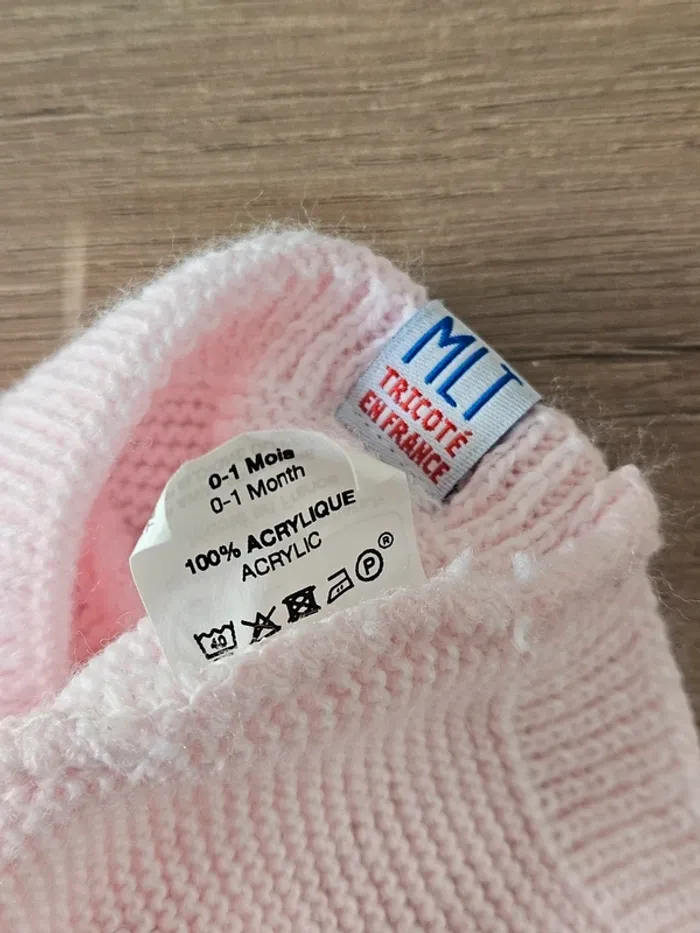 MLT
TRICOTÉ
EN FRANCE
0-1 Mois
0-1 Month
100% ACRYLIQUE
ACRYLIC
40 P ®